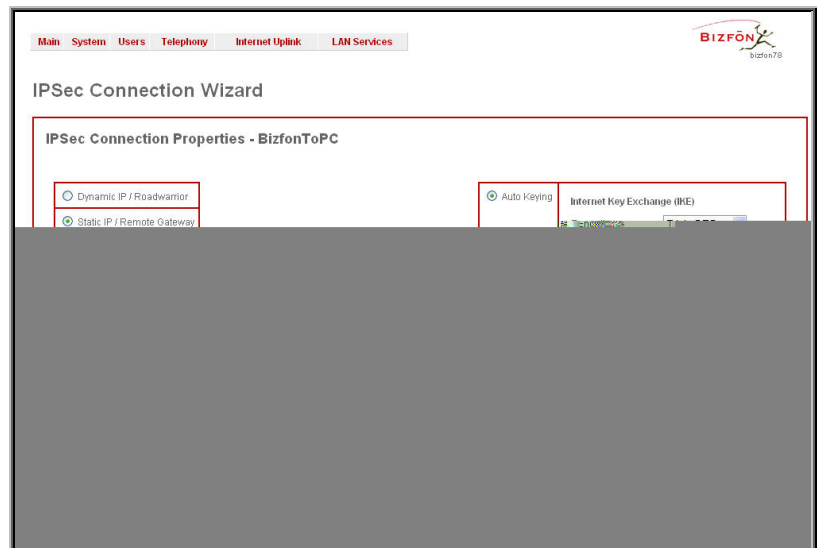 Main System Users Telephony Internet Uplink LAN Services
BIZFŌN
bizfon78
IPSec Connection Wizard
IPSec Connection Properties - BizfonToPC
Dynamic IP / Roadwarrior
Auto Keying
Internet Key Exchange (IKE)
Static IP / Remote Gateway